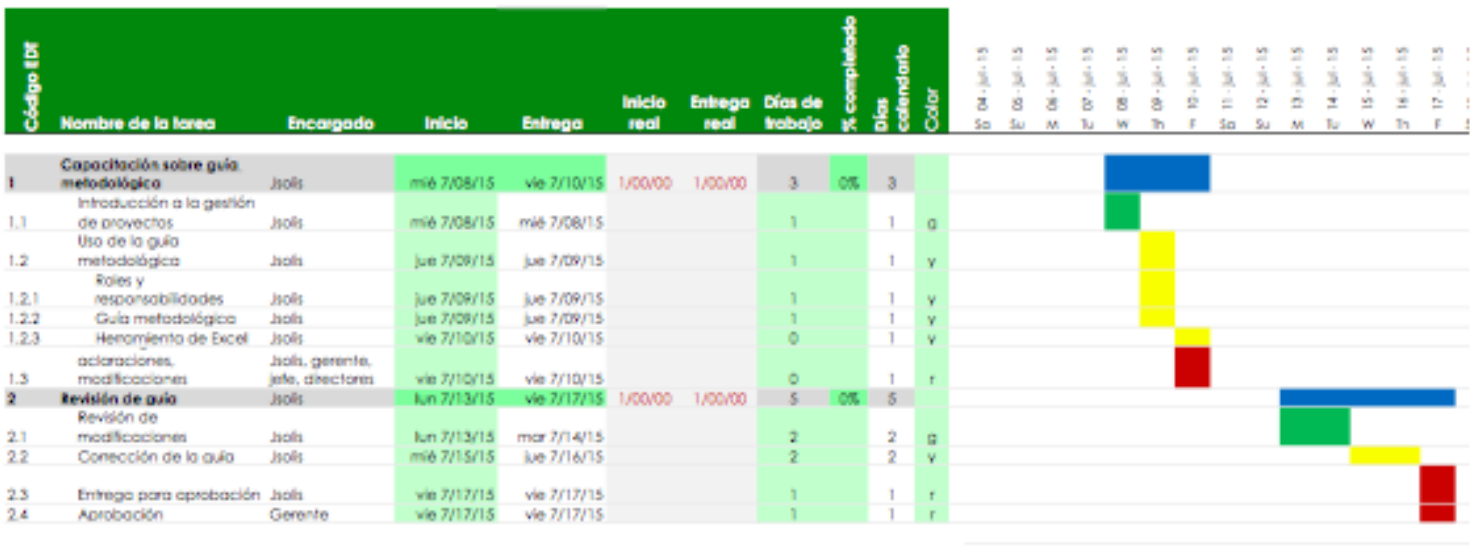 Código EDT Nombre de la tarea Encargado Inicio Entrega Inicio real Entrega real Días de trabajo % completado Días calendario Color
04 - jul - 15 05 - jul - 15 06 - jul - 15 07 - jul - 15 08 - jul - 15 09 - jul - 15 10 - jul - 15 11 - jul - 15 12 - jul - 15 13 - jul - 15 14 - jul - 15 15 - jul - 15 16 - jul - 15 17 - jul - 15
Sa Su M Tu W Th F Sa Su M Tu W Th F S
Capacitación sobre guía
1 metodológica Jsolis mié 7/08/15 vie 7/10/15 1/00/00 1/00/00 3 0% 3
Introducción a la gestión
1.1 de proyectos Jsolis mié 7/08/15 mié 7/08/15 1 1 g
Uso de la guía
1.2 metodológica Jsolis jue 7/09/15 jue 7/09/15 1 1 y
Roles y
1.2.1 responsabilidades Jsolis jue 7/09/15 jue 7/09/15 1 1 y
1.2.2 Guía metodológica Jsolis jue 7/09/15 jue 7/09/15 1 1 y
1.2.3 Herramienta de Excel Jsolis vie 7/10/15 vie 7/10/15 0 1 y
aclaraciones, Jsolis, gerente,
1.3 modificaciones jefe, directores vie 7/10/15 vie 7/10/15 0 1 r
2 Revisión de guía Jsolis lun 7/13/15 vie 7/17/15 1/00/00 1/00/00 5 0% 5
Revisión de
2.1 modificaciones Jsolis lun 7/13/15 mar 7/14/15 2 2 g
2.2 Corrección de la guía Jsolis mié 7/15/15 jue 7/16/15 2 2 y
2.3 Entrega para aprobación Jsolis vie 7/17/15 vie 7/17/15 1 1 r
2.4 Aprobación Gerente vie 7/17/15 vie 7/17/15 1 1 r